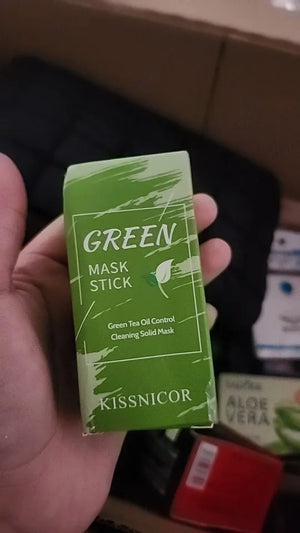 GREEN
MASK
STICK
Green Tea Oil Control
Cleaning Solid Mask
KISSNICOR
ALOE
VERA